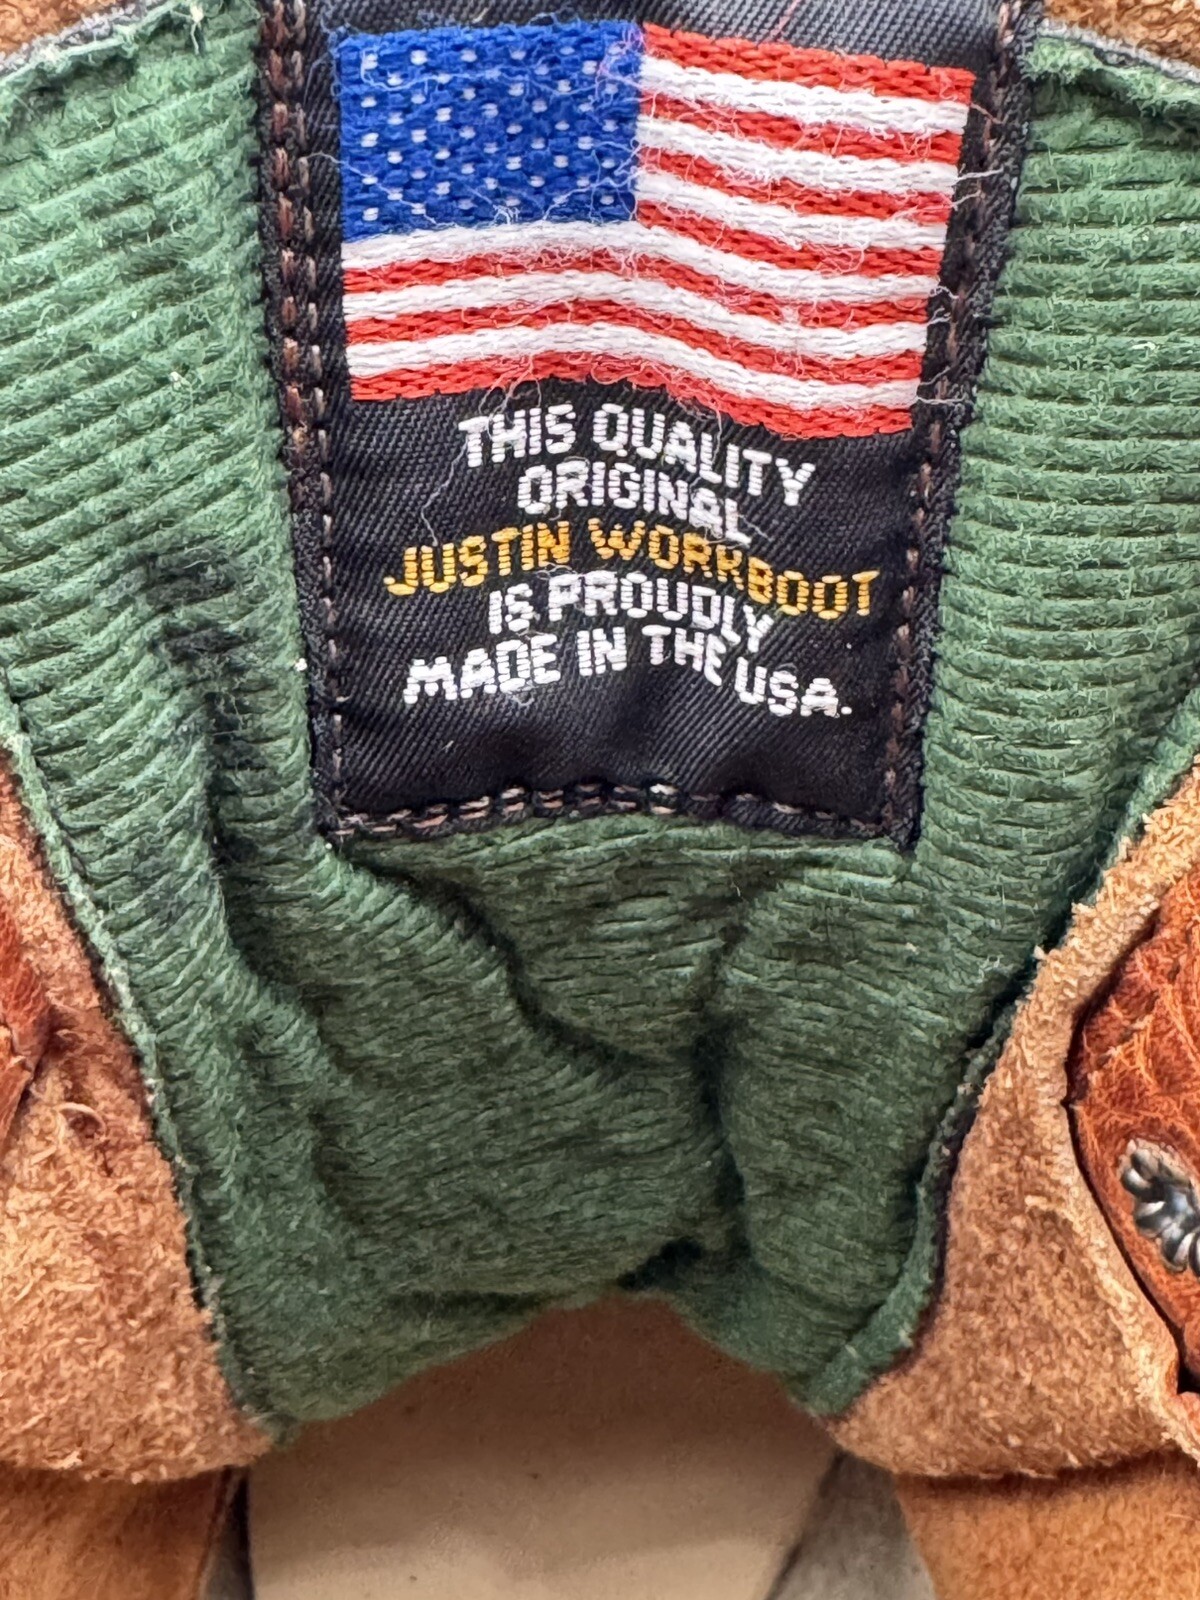 THIS QUALITY
ORIGINAL
JUSTIN WORKBOOT
IS PROUDLY
MADE IN THE USA.